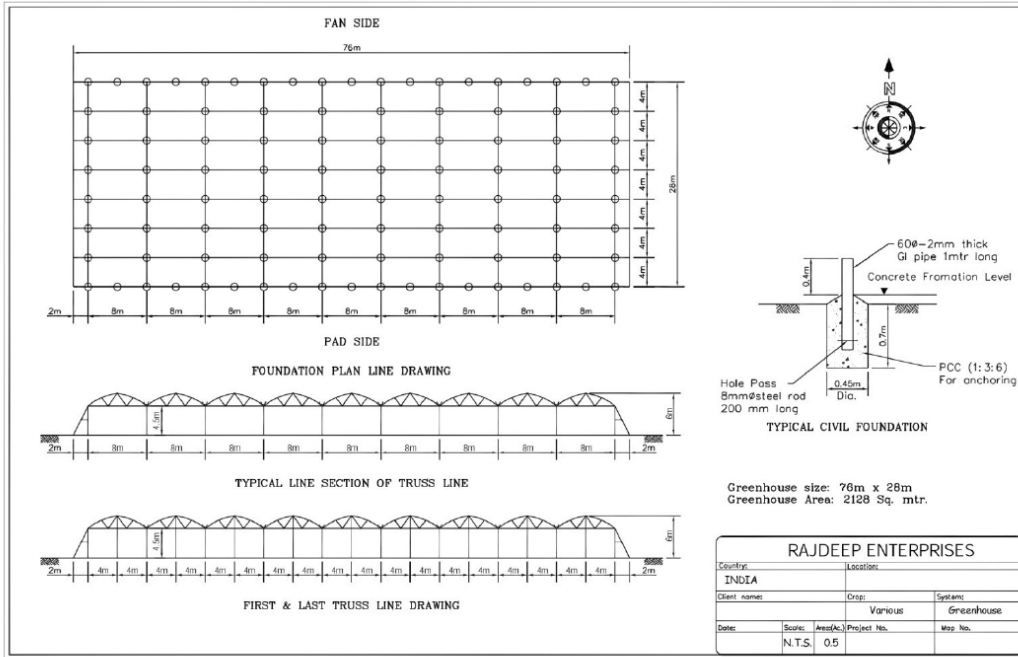 FAN SIDE
76m
4m
4m
4m
4m
4m
4m
4m
28m
2m 8m 8m 8m 8m 8m 8m 8m 8m 8m
PAD SIDE
FOUNDATION PLAN LINE DRAWING
4.5m
6m
2m 8m 8m 8m 8m 8m 8m 8m 8m 8m 2m
TYPICAL LINE SECTION OF TRUSS LINE
4.5m
6m
2m 4m 4m 4m 4m 4m 4m 4m 4m 4m 4m 4m 4m 4m 4m 4m 4m 4m 4m 2m
FIRST & LAST TRUSS LINE DRAWING
N
60ø-2mm thick
GI pipe 1mtr long
Concrete Fromation Level
0.4m
0.7m
Hole Pass
8mmøsteel rod
200 mm long
0.45m
Dia.
PCC (1:3:6)
For anchoring
TYPICAL CIVIL FOUNDATION
Greenhouse size: 76m x 28m
Greenhouse Area: 2128 Sq. mtr.
RAJDEEP ENTERPRISES
Country: Location:
INDIA
Client name: Crop: System:
Various Greenhouse
Date: Scale: Area(Ac.) Project No. Map No.
N.T.S. 0.5